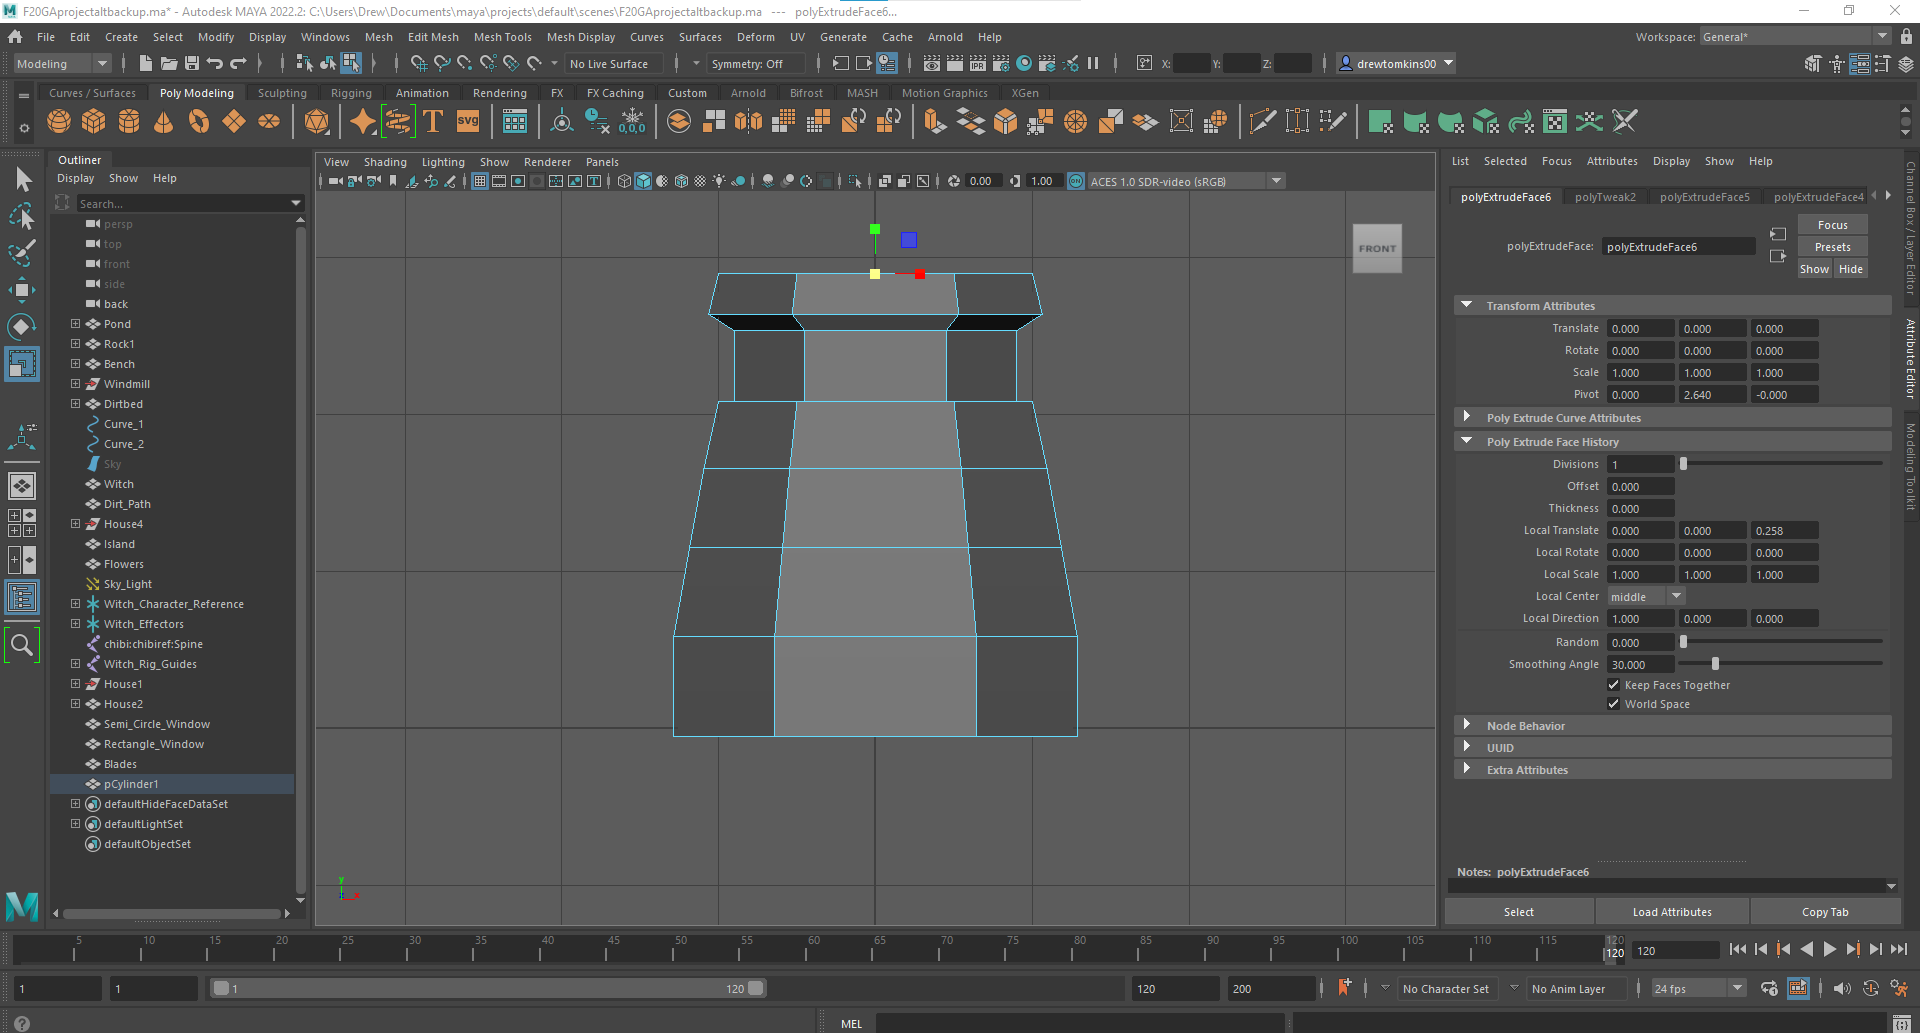 F20GAprojectaltbackup.ma* - Autodesk MAYA 2022.2: C:\Users\Drew\Documents\maya\projects\default\scenes\F20GAprojectaltbackup.ma --- polyExtrudeFace6...
File Edit Create Select Modify Display Windows Mesh Edit Mesh Mesh Tools Mesh Display Curves Surfaces Deform UV Generate Cache Arnold Help
Workspace: General*
Modeling No Live Surface Symmetry: Off IPR X: Y: Z: drewtomkins00
Curves / Surfaces Poly Modeling Sculpting Rigging Animation Rendering FX FX Caching Custom Arnold Bifrost MASH Motion Graphics XGen
T svg 0,0,0
Outliner
Display Show Help
Search...
persp
top
front
side
back
Pond
Rock1
Bench
Windmill
Dirtbed
Curve_1
Curve_2
Sky
Witch
Dirt_Path
House4
Island
Flowers
Sky_Light
Witch_Character_Reference
Witch_Effectors
chibi:chibiref:Spine
Witch_Rig_Guides
House1
House2
Semi_Circle_Window
Rectangle_Window
Blades
pCylinder1
defaultHideFaceDataSet
defaultLightSet
defaultObjectSet
View Shading Lighting Show Renderer Panels
0.00 1.00 ON ACES 1.0 SDR-video (sRGB)
FRONT
y
z x
List Selected Focus Attributes Display Show Help
polyExtrudeFace6 polyTweak2 polyExtrudeFace5 polyExtrudeFace4
Focus
polyExtrudeFace: polyExtrudeFace6 Presets
Show Hide
Transform Attributes
Translate 0.000 0.000 0.000
Rotate 0.000 0.000 0.000
Scale 1.000 1.000 1.000
Pivot 0.000 2.640 -0.000
Poly Extrude Curve Attributes
Poly Extrude Face History
Divisions 1
Offset 0.000
Thickness 0.000
Local Translate 0.000 0.000 0.258
Local Rotate 0.000 0.000 0.000
Local Scale 1.000 1.000 1.000
Local Center middle
Local Direction 1.000 0.000 0.000
Random 0.000
Smoothing Angle 30.000
Keep Faces Together
World Space
Node Behavior
UUID
Extra Attributes
Notes: polyExtrudeFace6
Select Load Attributes Copy Tab
Channel Box / Layer Editor
Attribute Editor
Modeling Toolkit
5 10 15 20 25 30 35 40 45 50 55 60 65 70 75 80 85 90 95 100 105 110 115 120
120 120
1 1 1 120 120 200 No Character Set No Anim Layer 24 fps
MEL